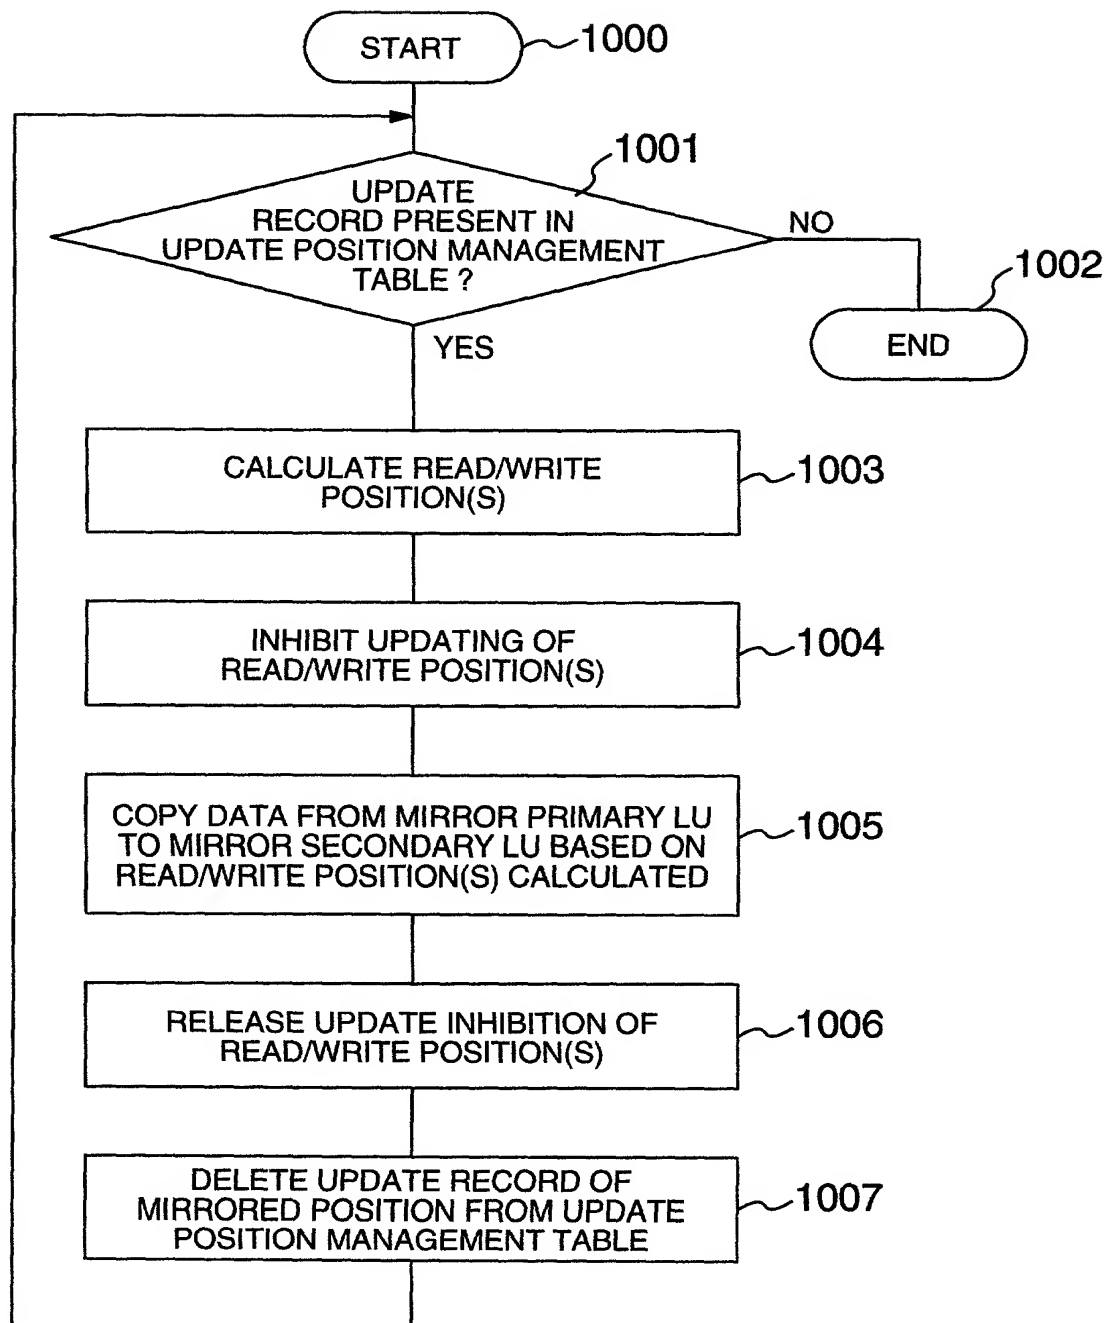 START
1000
1001
UPDATE
RECORD PRESENT IN
UPDATE POSITION MANAGEMENT
TABLE ?
NO
1002
END
YES
CALCULATE READ/WRITE
POSITION(S)
1003
INHIBIT UPDATING OF
READ/WRITE POSITION(S)
1004
COPY DATA FROM MIRROR PRIMARY LU
TO MIRROR SECONDARY LU BASED ON
READ/WRITE POSITION(S) CALCULATED
1005
RELEASE UPDATE INHIBITION OF
READ/WRITE POSITION(S)
1006
DELETE UPDATE RECORD OF
MIRRORED POSITION FROM UPDATE
POSITION MANAGEMENT TABLE
1007